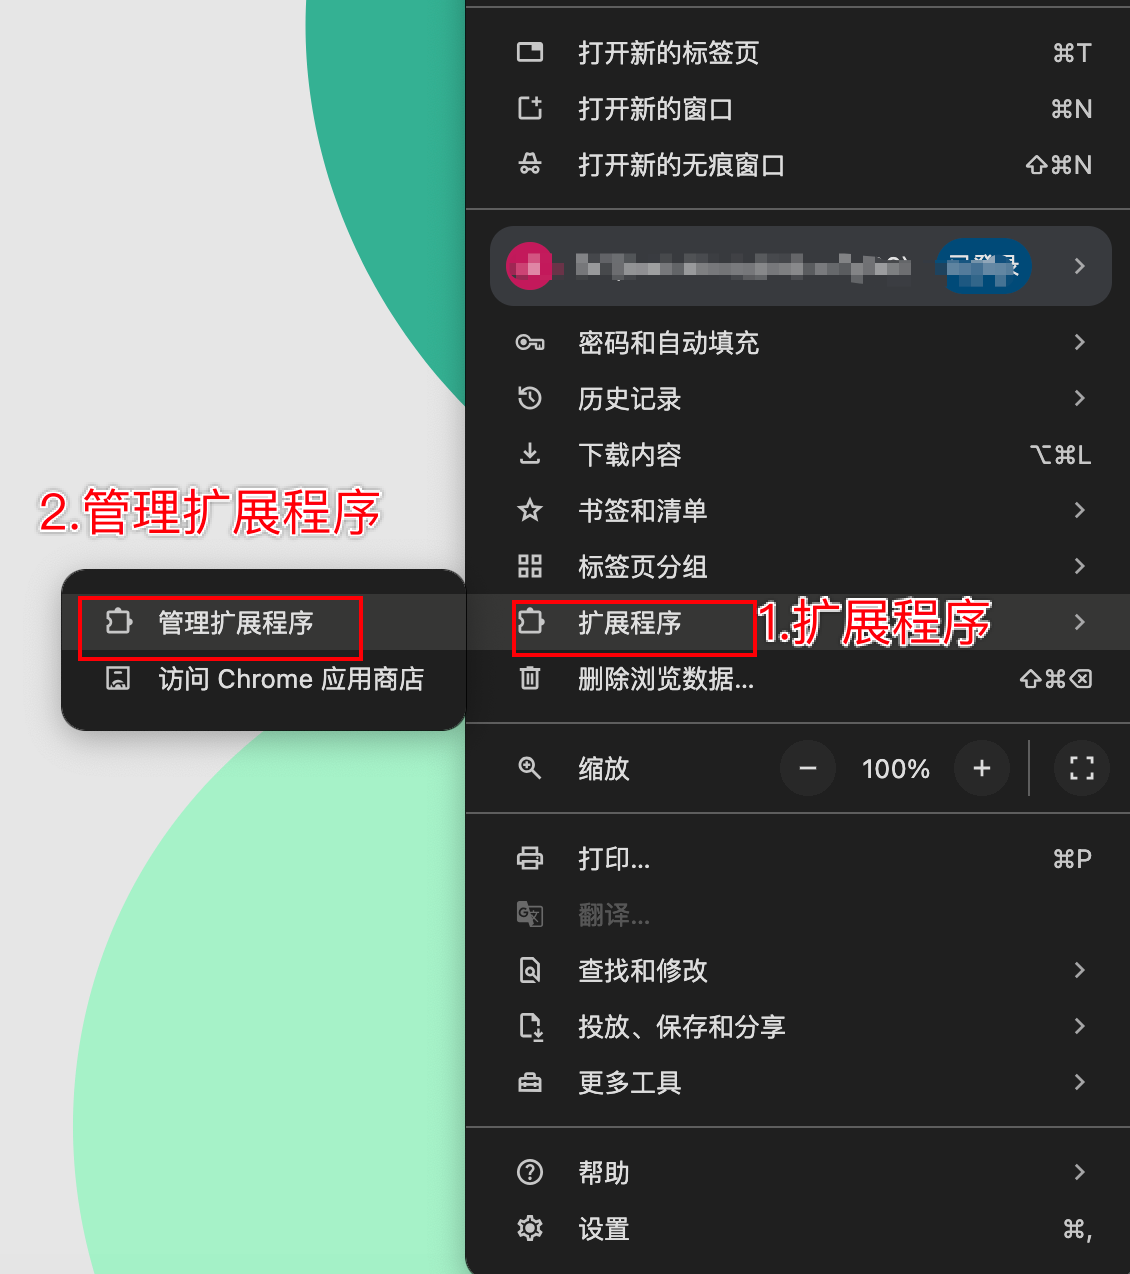 打开新的标签页 ⌘T
打开新的窗口 ⌘N
打开新的无痕窗口 ⇧⌘N
密码和自动填充
历史记录
下载内容 ⌥⌘L
书签和清单
标签页分组
2.管理扩展程序
管理扩展程序
扩展程序
1.扩展程序
访问 Chrome 应用商店
删除浏览数据... ⇧⌘⌫
缩放 − 100% +
打印... ⌘P
翻译...
查找和修改
投放、保存和分享
更多工具
帮助
设置 ⌘,